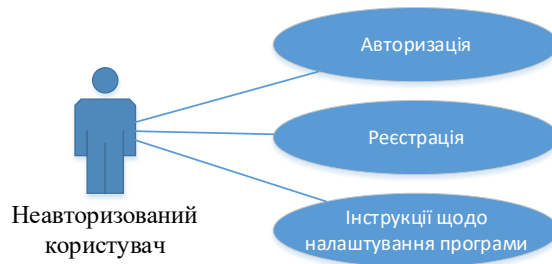 Авторизація
Реєстрація
Неавторизований
користувач
Інструкції щодо
налаштування програми